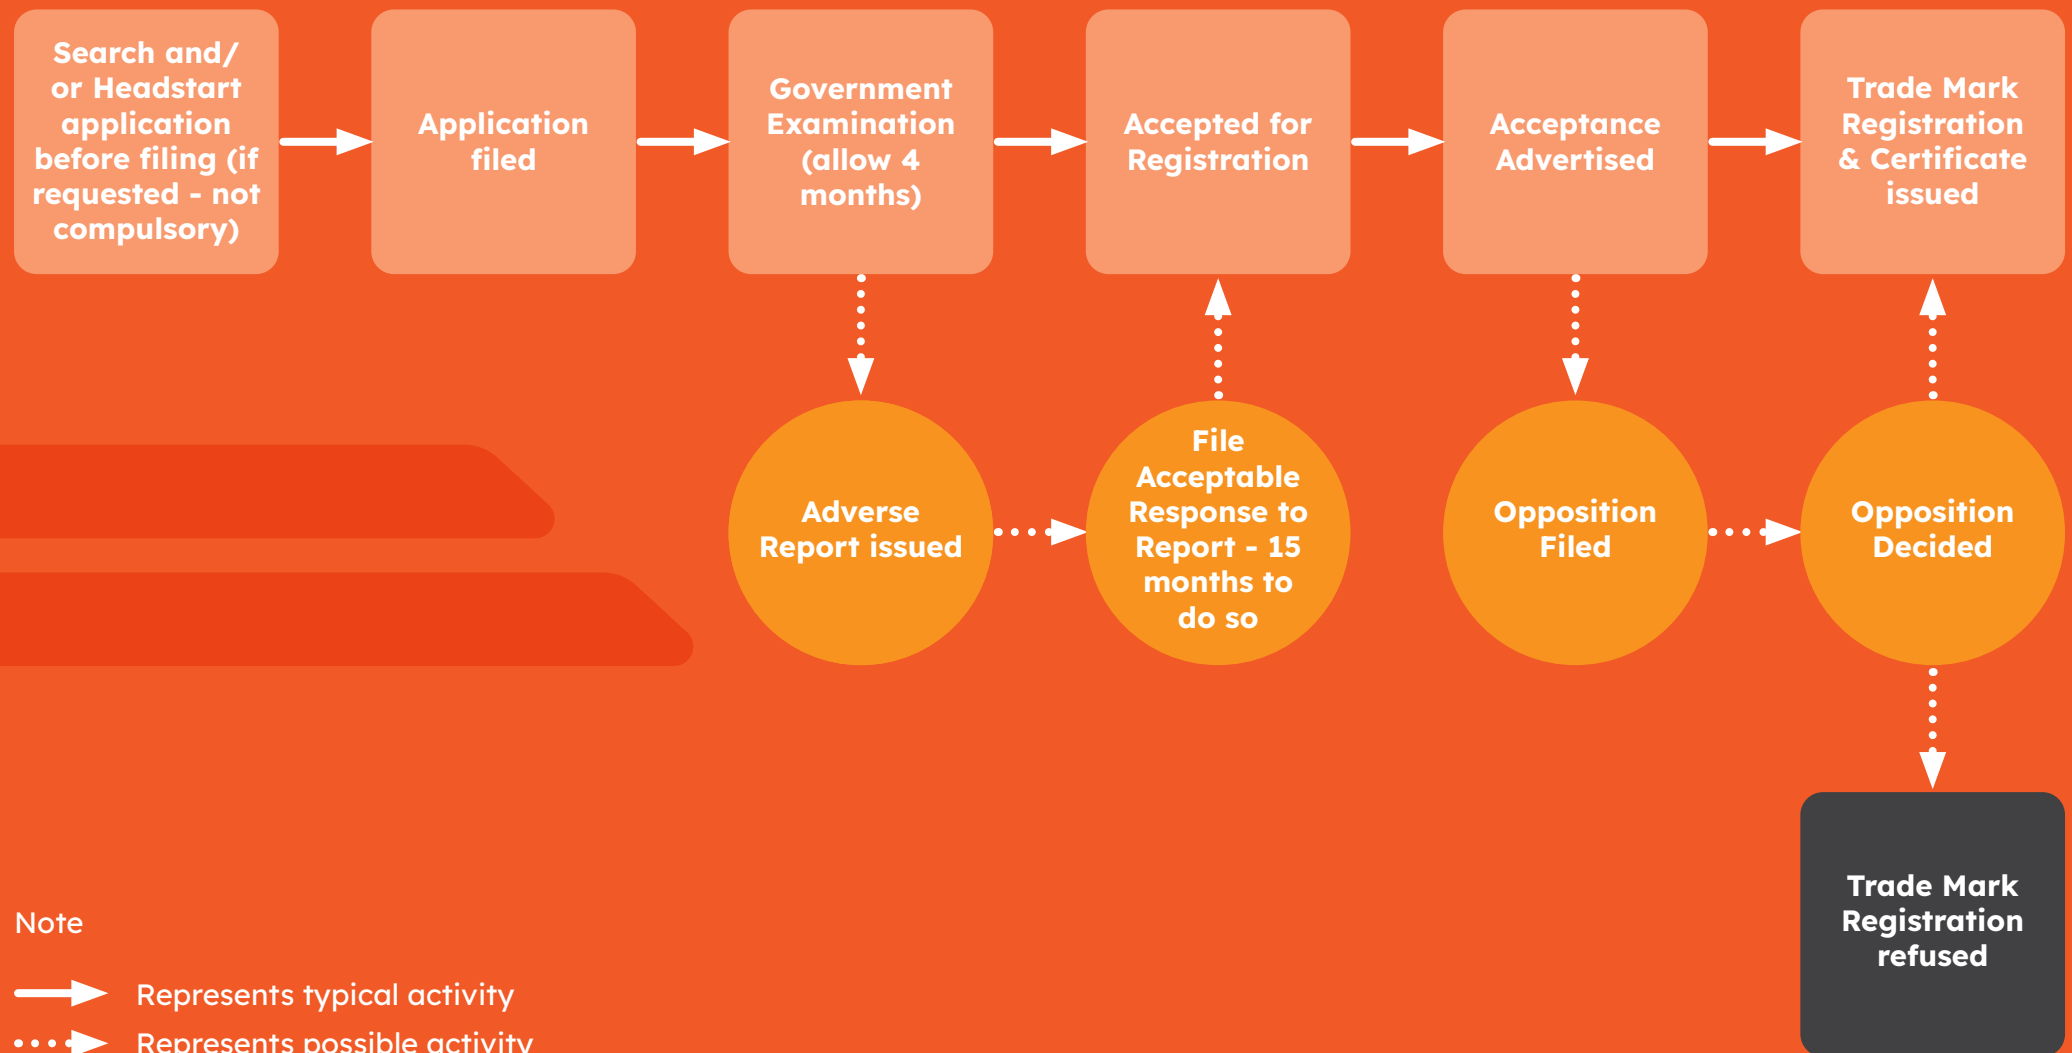 Search and/
or Headstart
application
before filing (if
requested - not
compulsory)
Application
filed
Government
Examination
(allow 4
months)
Accepted for
Registration
Acceptance
Advertised
Trade Mark
Registration
& Certificate
issued
Adverse
Report issued
File
Acceptable
Response to
Report - 15
months to
do so
Opposition
Filed
Opposition
Decided
Trade Mark
Registration
refused
Note
Represents typical activity
Represents possible activity